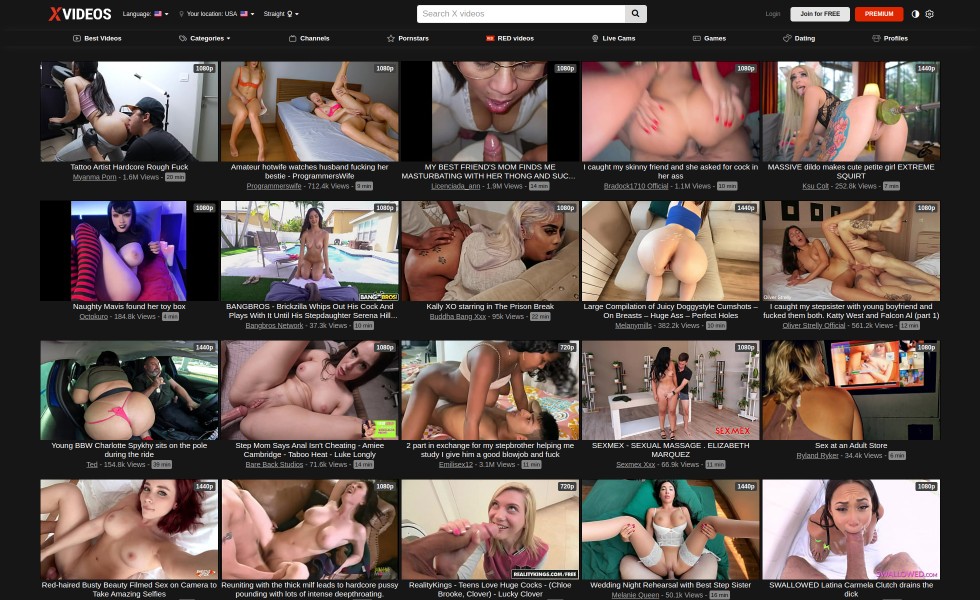 XVIDEOS
Language:
Your location: USA
Straight
Search X videos
Login
Join for FREE
PREMIUM
Best Videos
Categories
Channels
Pornstars
RED videos
Live Cams
Games
Dating
Profiles
1080p
Tattoo Artist Hardcore Rough Fuck
Myanma Porn - 1.6M Views - 20 min
1080p
Amateur hotwife watches husband fucking her
bestie - ProgrammersWife
Programmerswife - 712.4k Views - 9 min
1080p
MY BEST FRIEND'S MOM FINDS ME
MASTURBATING WITH HER THONG AND SUC...
Licenciada_ann - 1.9M Views - 14 min
1080p
I caught my skinny friend and she asked for cock in
her ass
Bradock1710 Official - 1.1M Views - 10 min
1440p
MASSIVE dildo makes cute petite girl EXTREME
SQUIRT
Ksu Colt - 252.8k Views - 7 min
1080p
Naughty Mavis found her toy box
Octokuro - 184.8k Views - 4 min
1080p
BANGBROS
BANGBROS - Brickzilla Whips Out His Cock And
Plays With It Until His Stepdaughter Serena Hill...
Bangbros Network - 37.3k Views - 10 min
1080p
Kally XO starring in The Prison Break
Buddha Bang Xxx - 95k Views - 22 min
1440p
Large Compilation of Juicy Doggystyle Cumshots –
On Breasts – Huge Ass – Perfect Holes
Melanymills - 382.2k Views - 10 min
1080p
Oliver Strelly
I caught my stepsister with young boyfriend and
fucked them both. Katty West and Falcon Al (part 1)
Oliver Strelly Official - 561.2k Views - 12 min
1440p
Young BBW Charlotte Spykhy sits on the pole
during the ride
Ted - 154.8k Views - 39 min
1080p
Step Mom Says Anal Isn't Cheating - Amiee
Cambridge - Taboo Heat - Luke Longly
Bare Back Studios - 71.6k Views - 14 min
720p
2 part in exchange for my stepbrother helping me
study I give him a good blowjob and fuck
Emilisex12 - 3.1M Views - 11 min
1080p
SEXMEX
SEXMEX - SEXUAL MASSAGE . ELIZABETH
MARQUEZ
Sexmex Xxx - 66.9k Views - 11 min
1080p
Sex at an Adult Store
Ryland Ryker - 34.4k Views - 6 min
1440p
Red-haired Busty Beauty Filmed Sex on Camera to
Take Amazing Selfies
1080p
Reuniting with the thick milf leads to hardcore pussy
pounding with lots of intense deepthroating.
720p
REALITYKINGS.COM/FREE
RealityKings - Teens Love Huge Cocks - (Chloe
Brooke, Clover) - Lucky Clover
1440p
Wedding Night Rehearsal with Best Step Sister
Melanie Queen - 50.1k Views - 16 min
1080p
SWALLOWED.COM
SWALLOWED Latina Carmela Clutch drains the
dick